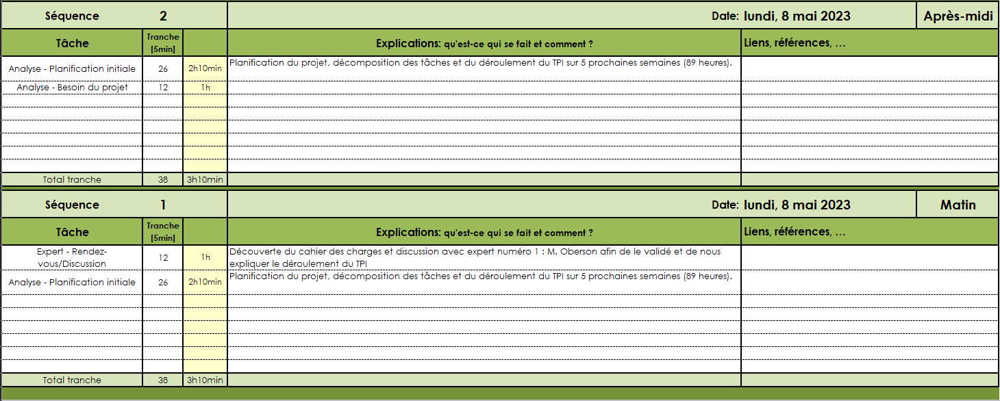 Séquence 2 Date: lundi, 8 mai 2023 Après-midi
Tâche Tranche [5min] Explications: qu'est-ce qui se fait et comment ? Liens, références, …
Analyse - Planification initiale 26 2h10min Planification du projet, décomposition des tâches et du déroulement du TPI sur 5 prochaines semaines (89 heures).
Analyse - Besoin du projet 12 1h
Total tranche 38 3h10min
Séquence 1 Date: lundi, 8 mai 2023 Matin
Tâche Tranche [5min] Explications: qu'est-ce qui se fait et comment ? Liens, références, …
Expert - Rendez-
vous/Discussion 12 1h Découverte du cahier des charges et discussion avec expert numéro 1 : M. Oberson afin de le validé et de nous
expliquer le déroulement du TPI
Analyse - Planification initiale 26 2h10min Planification du projet, décomposition des tâches et du déroulement du TPI sur 5 prochaines semaines (89 heures).
Total tranche 38 3h10min